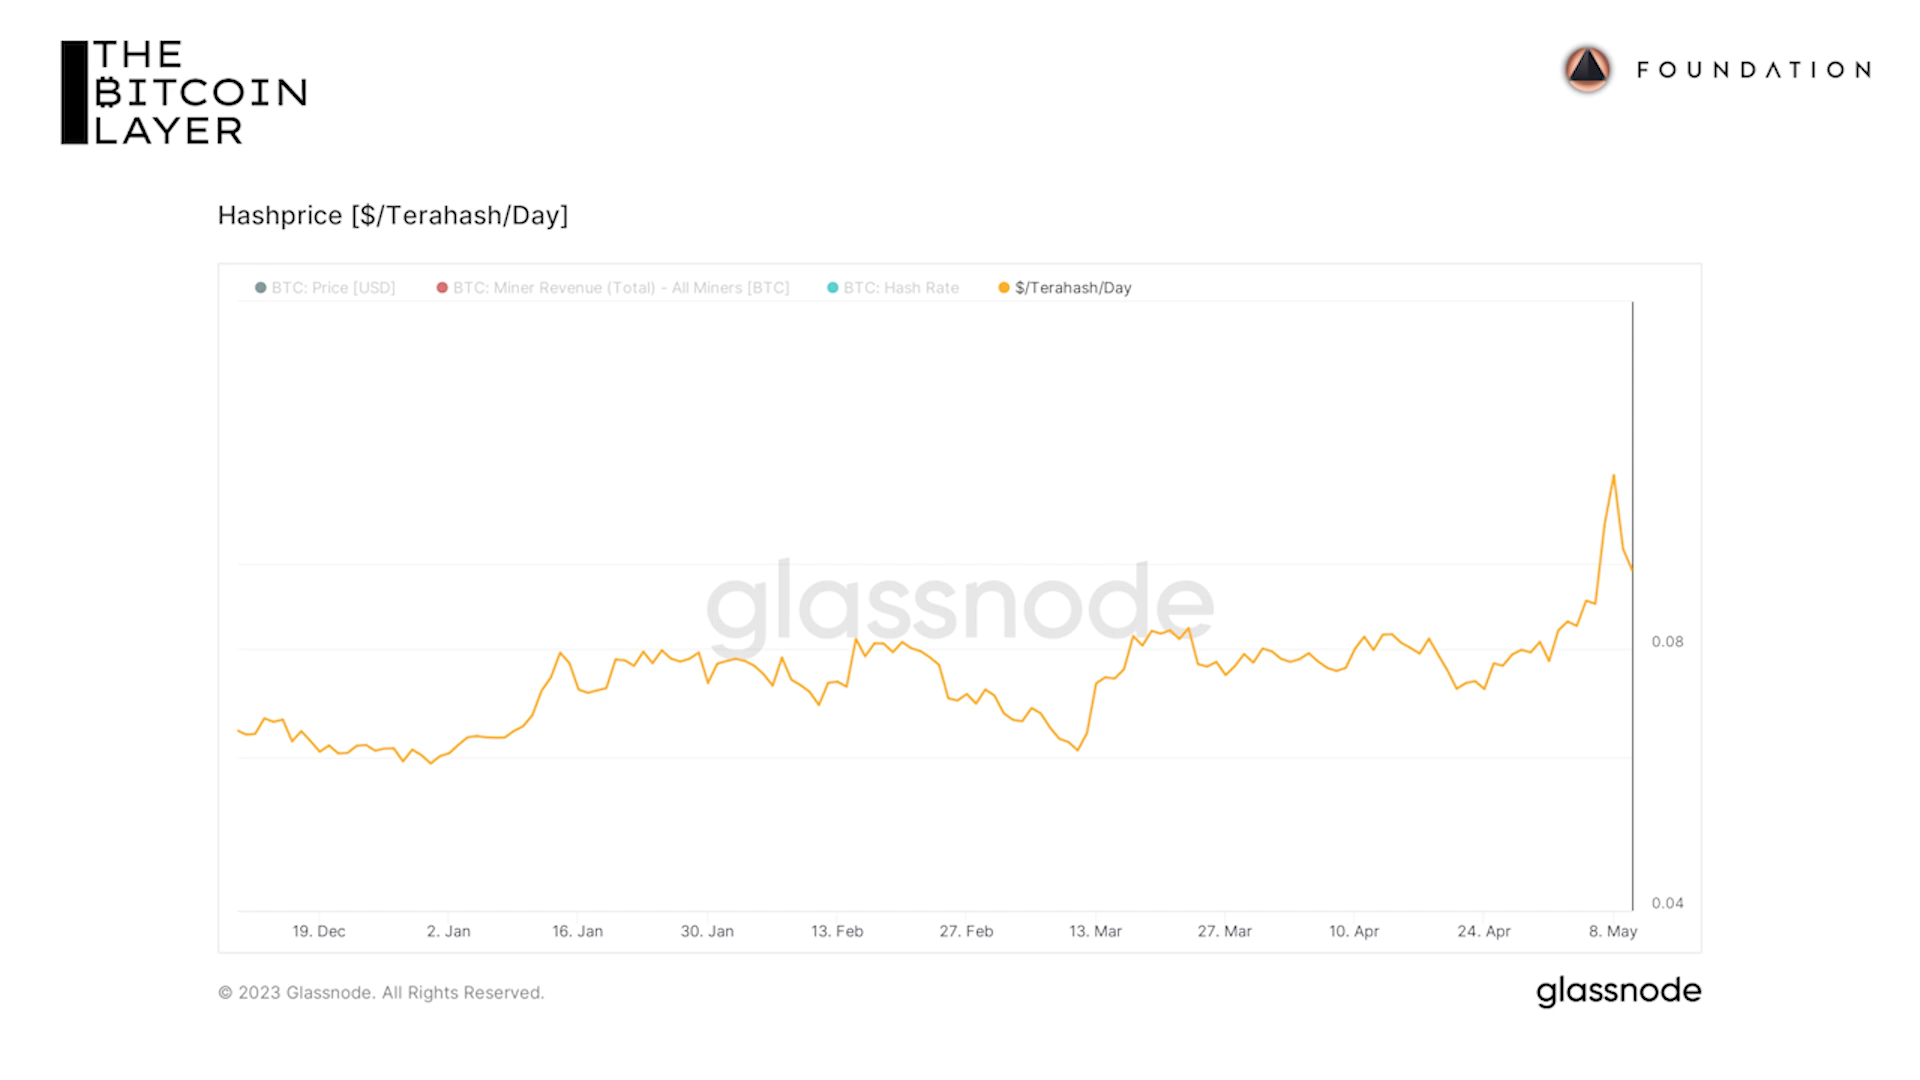 THE
BITCOIN
LAYER
FOUNDATION
Hashprice [$/Terahash/Day]
BTC: Price [USD] BTC: Miner Revenue (Total) - All Miners [BTC] BTC: Hash Rate $/Terahash/Day
glassnode
0.08
0.04
19. Dec 2. Jan 16. Jan 30. Jan 13. Feb 27. Feb 13. Mar 27. Mar 10. Apr 24. Apr 8. May
© 2023 Glassnode. All Rights Reserved.
glassnode